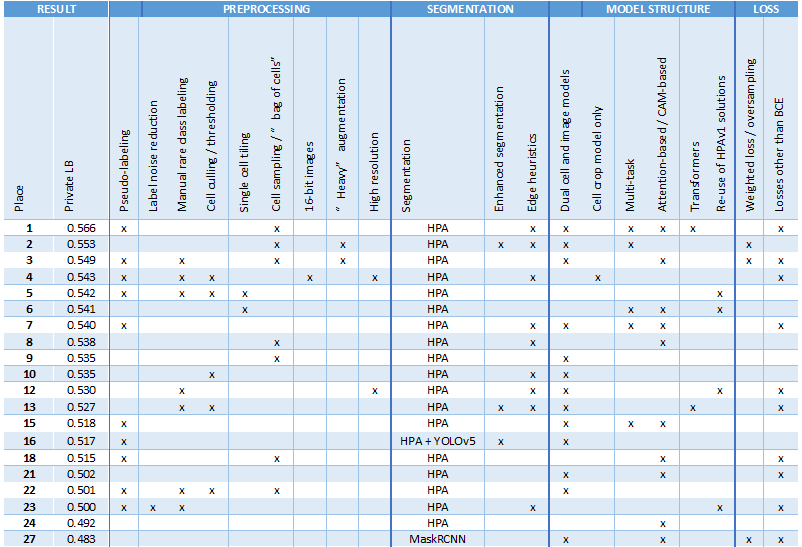 RESULT PREPROCESSING SEGMENTATION MODEL STRUCTURE LOSS
Place
Private LB
Pseudo-labeling
Label noise reduction
Manual rare class labeling
Cell culling / thresholding
Single cell tiling
Cell sampling / " bag of cells"
16-bit images
" Heavy" augmentation
High resolution
Segmentation
Enhanced segmentation
Edge heuristics
Dual cell and image models
Cell crop model only
Multi-task
Attention-based / CAM-based
Transformers
Re-use of HPAv1 solutions
Weighted loss / oversampling
Losses other than BCE
1 0.566 x x HPA x x x x x x
2 0.553 x x HPA x x x x x
3 0.549 x x x x HPA x x x x
4 0.543 x x x x x HPA x x x
5 0.542 x x x x HPA x
6 0.541 x HPA x x x
7 0.540 x HPA x x x x x
8 0.538 x HPA x x
9 0.535 x HPA x
10 0.535 x HPA x x
12 0.530 x x HPA x x x x
13 0.527 x x HPA x x x x x
15 0.518 x HPA x x x
16 0.517 x HPA + YOLOv5 x x
18 0.515 x x HPA x x
21 0.502 HPA x x x
22 0.501 x x x x HPA x
23 0.500 x x x HPA x x x
24 0.492 HPA x
27 0.483 MaskRCNN x x x x